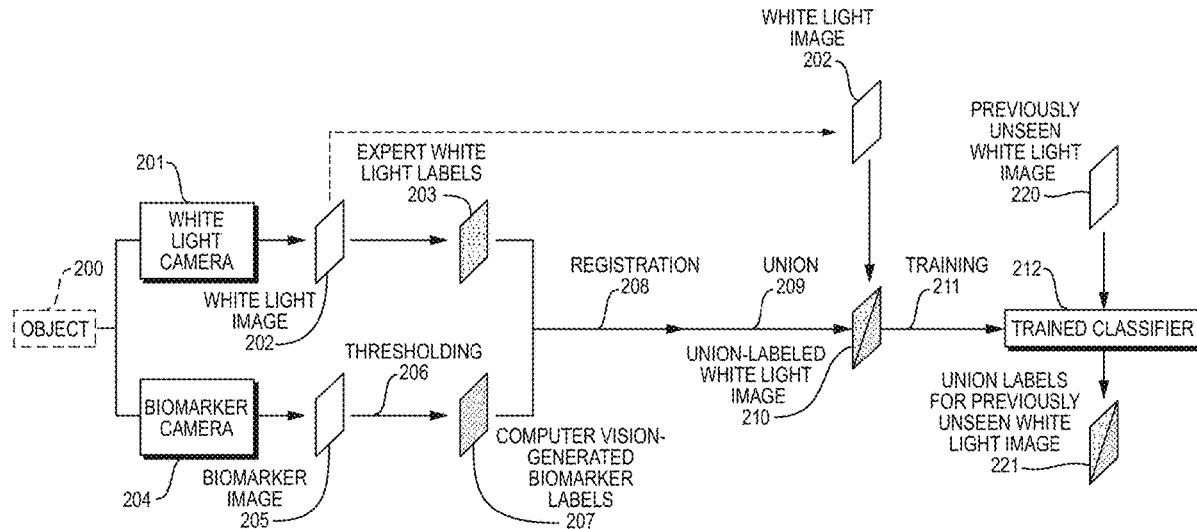 WHITE LIGHT
IMAGE
202
PREVIOUSLY
UNSEEN
WHITE LIGHT
IMAGE
220
201
EXPERT WHITE
LIGHT LABELS
203
WHITE
LIGHT
CAMERA
200
OBJECT
WHITE LIGHT
IMAGE
202
REGISTRATION
208
UNION
209
TRAINING
211
212
TRAINED CLASSIFIER
THRESHOLDING
206
UNION-LABELED
WHITE LIGHT
IMAGE
210
BIOMARKER
CAMERA
204
BIOMARKER
IMAGE
205
COMPUTER VISION-
GENERATED
BIOMARKER
LABELS
207
UNION LABELS
FOR PREVIOUSLY
UNSEEN WHITE
LIGHT IMAGE
221